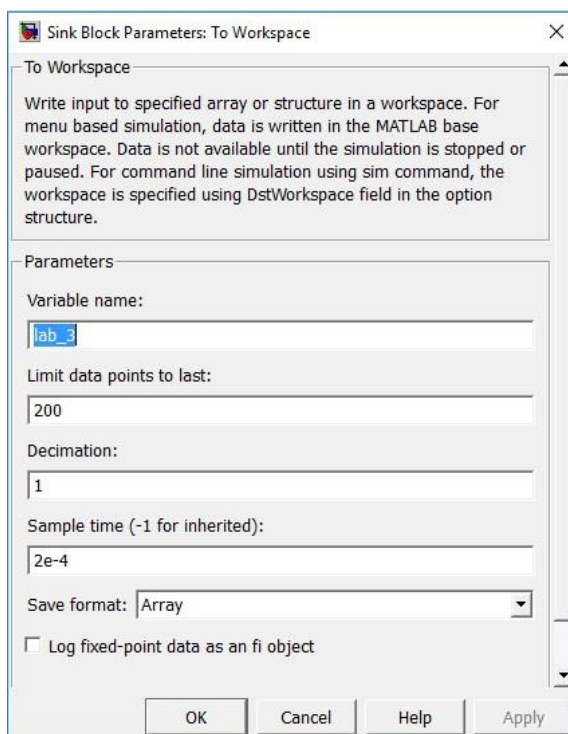 Sink Block Parameters: To Workspace
To Workspace
Write input to specified array or structure in a workspace. For
menu based simulation, data is written in the MATLAB base
workspace. Data is not available until the simulation is stopped or
paused. For command line simulation using sim command, the
workspace is specified using DstWorkspace field in the option
structure.
Parameters
Variable name:
lab_3
Limit data points to last:
200
Decimation:
1
Sample time (-1 for inherited):
2e-4
Save format: Array
Log fixed-point data as an fi object
OK Cancel Help Apply